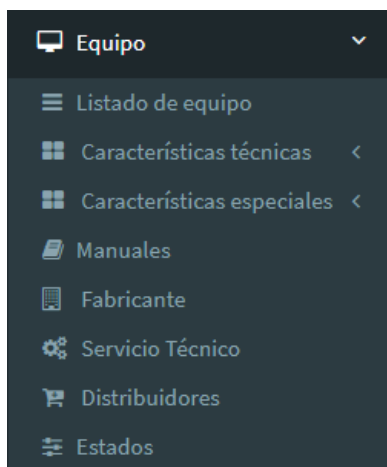 Equipo
Listado de equipo
Características técnicas
Características especiales
Manuales
Fabricante
Servicio Técnico
Distribuidores
Estados